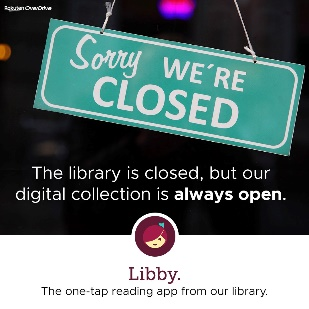 Rakuten OverDrive
Sorry WE'RE
CLOSED
The library is closed, but our
digital collection is always open.
Libby.
The one-tap reading app from our library.